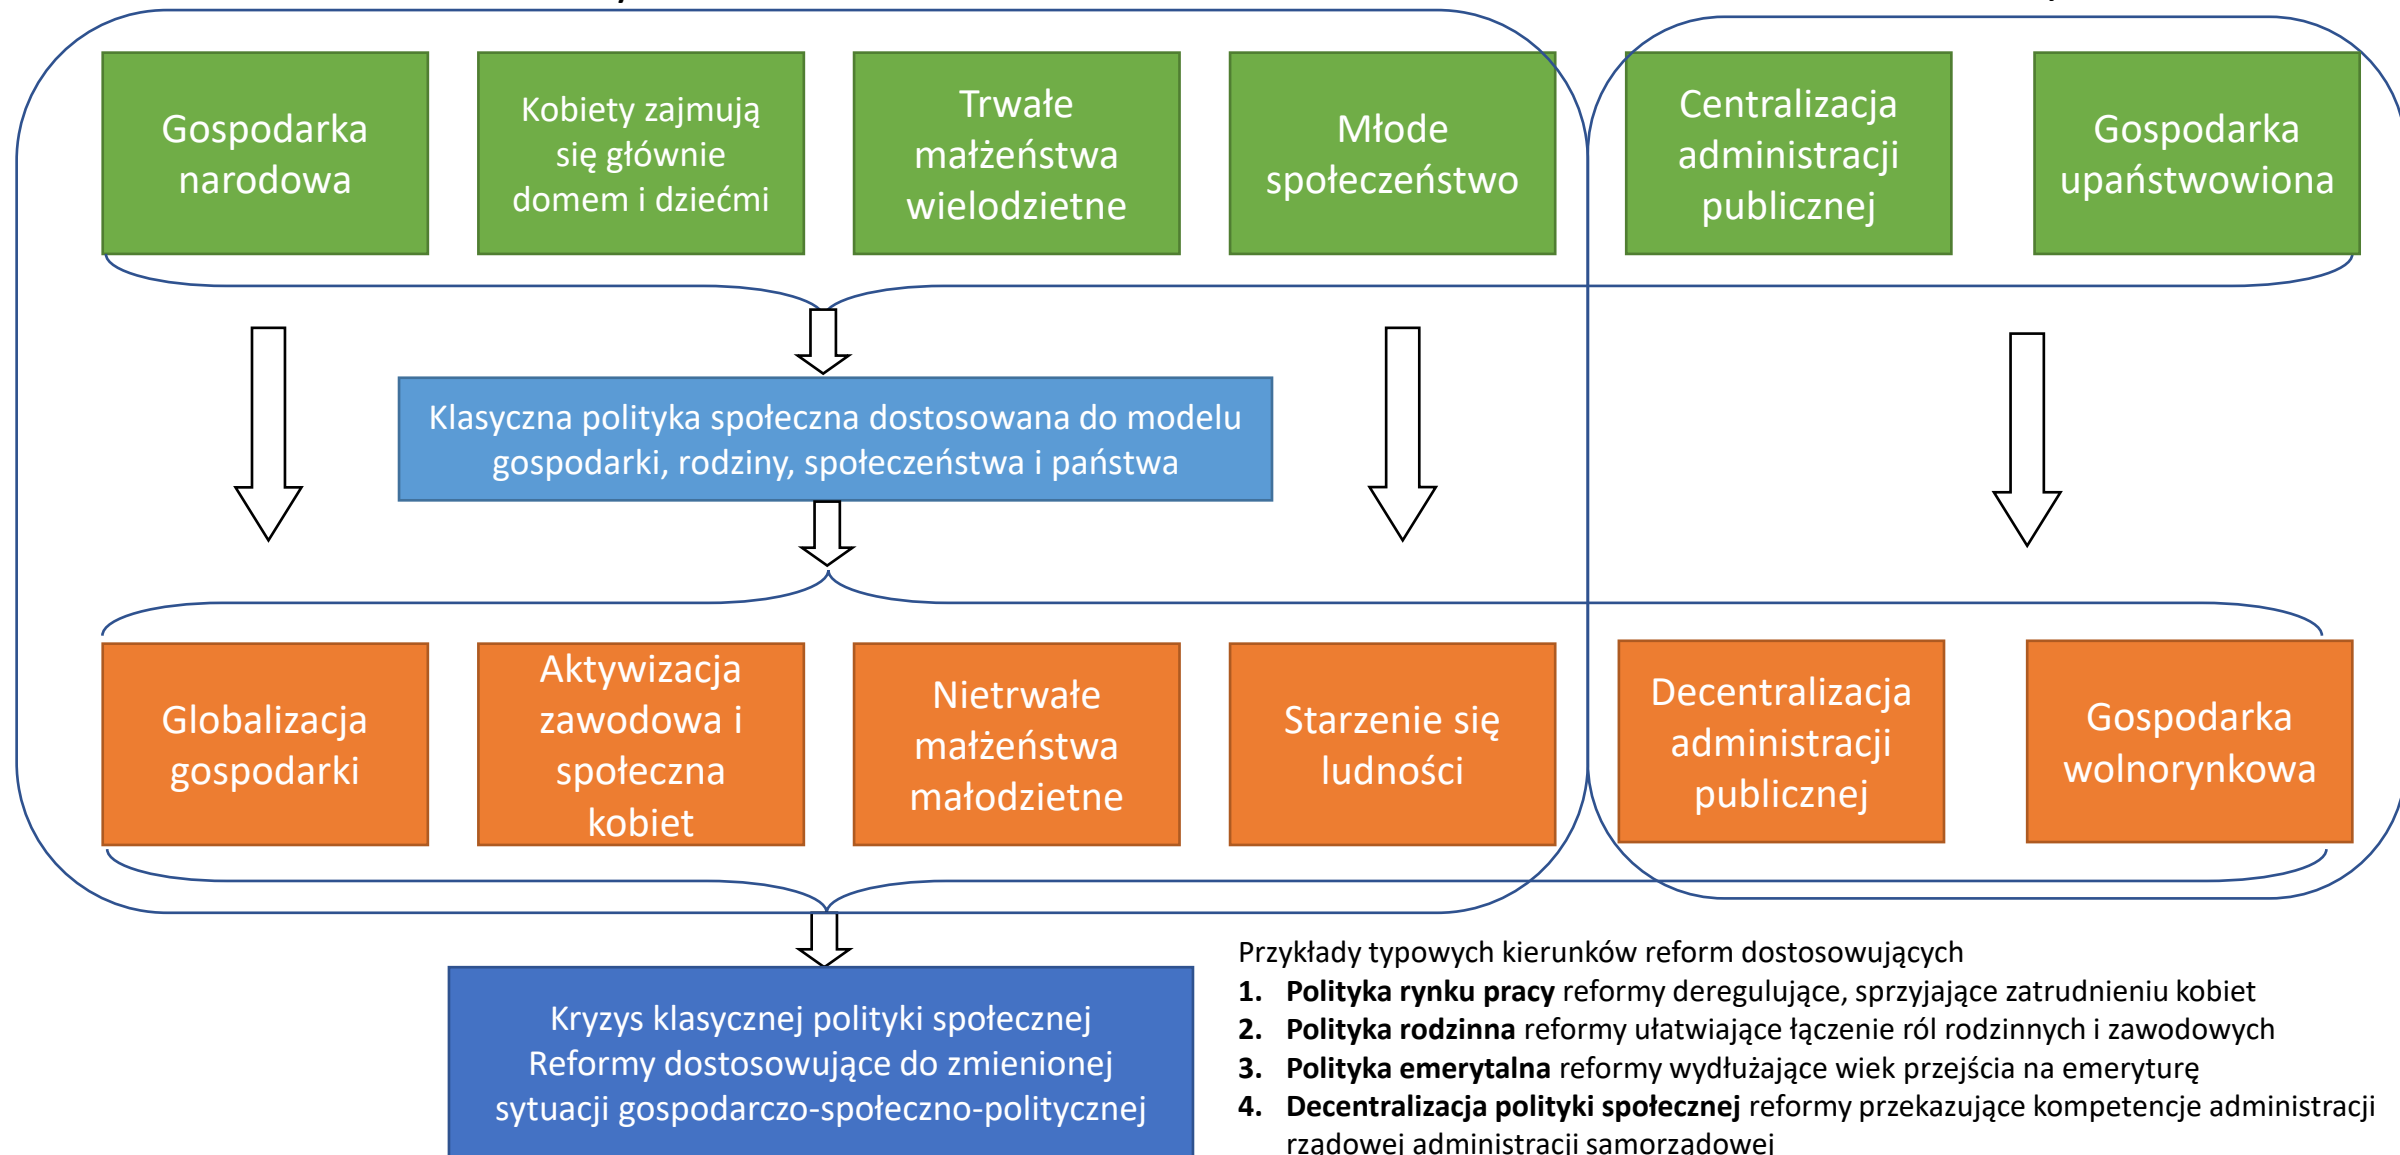 Gospodarka
narodowa
Kobiety zajmują
się głównie
domem i dziećmi
Trwałe
małżeństwa
wielodzietne
Młode
społeczeństwo
Centralizacja
administracji
publicznej
Gospodarka
upaństwowiona
Klasyczna polityka społeczna dostosowana do modelu
gospodarki, rodziny, społeczeństwa i państwa
Globalizacja
gospodarki
Aktywizacja
zawodowa i
społeczna
kobiet
Nietrwałe
małżeństwa
małodzietne
Starzenie się
ludności
Decentralizacja
administracji
publicznej
Gospodarka
wolnorynkowa
Kryzys klasycznej polityki społecznej
Reformy dostosowujące do zmienionej
sytuacji gospodarczo-społeczno-politycznej
Przykłady typowych kierunków reform dostosowujących
1. Polityka rynku pracy reformy deregulujące, sprzyjające zatrudnieniu kobiet
2. Polityka rodzinna reformy ułatwiające łączenie ról rodzinnych i zawodowych
3. Polityka emerytalna reformy wydłużające wiek przejścia na emeryturę
4. Decentralizacja polityki społecznej reformy przekazujące kompetencje administracji
rządowej administracji samorządowej